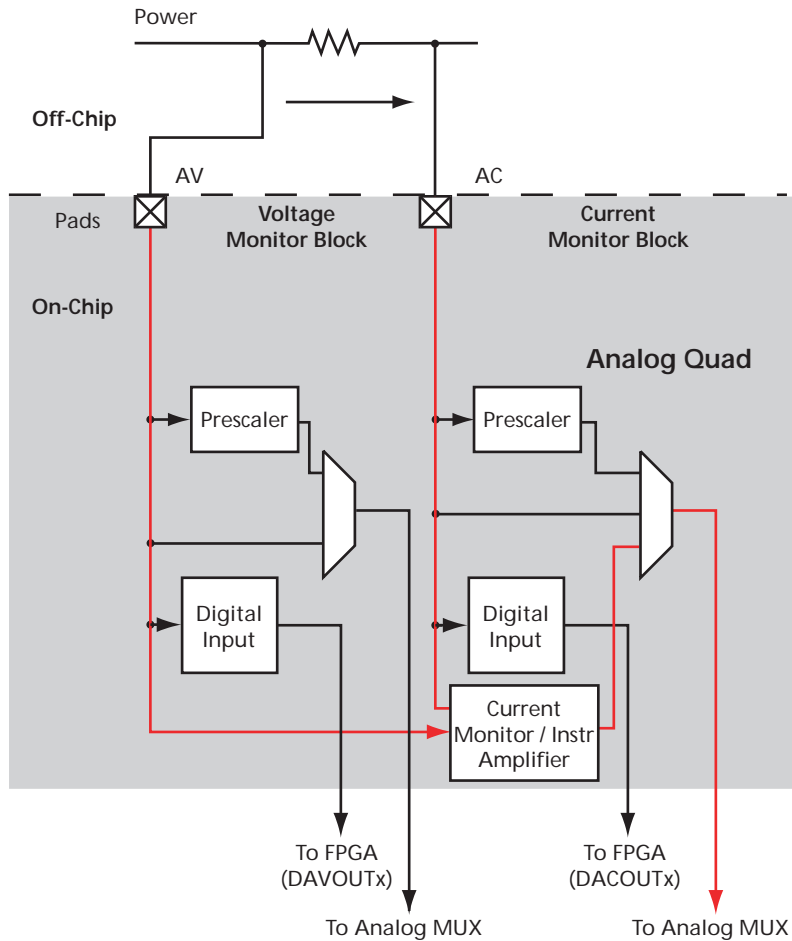 Power
Off-Chip
AV
AC
Pads
Voltage
Monitor Block
Current
Monitor Block
On-Chip
Analog Quad
Prescaler
Prescaler
Digital
Input
Digital
Input
Current
Monitor / Instr
Amplifier
To FPGA
(DAVOUTx)
To FPGA
(DACOUTx)
To Analog MUX
To Analog MUX